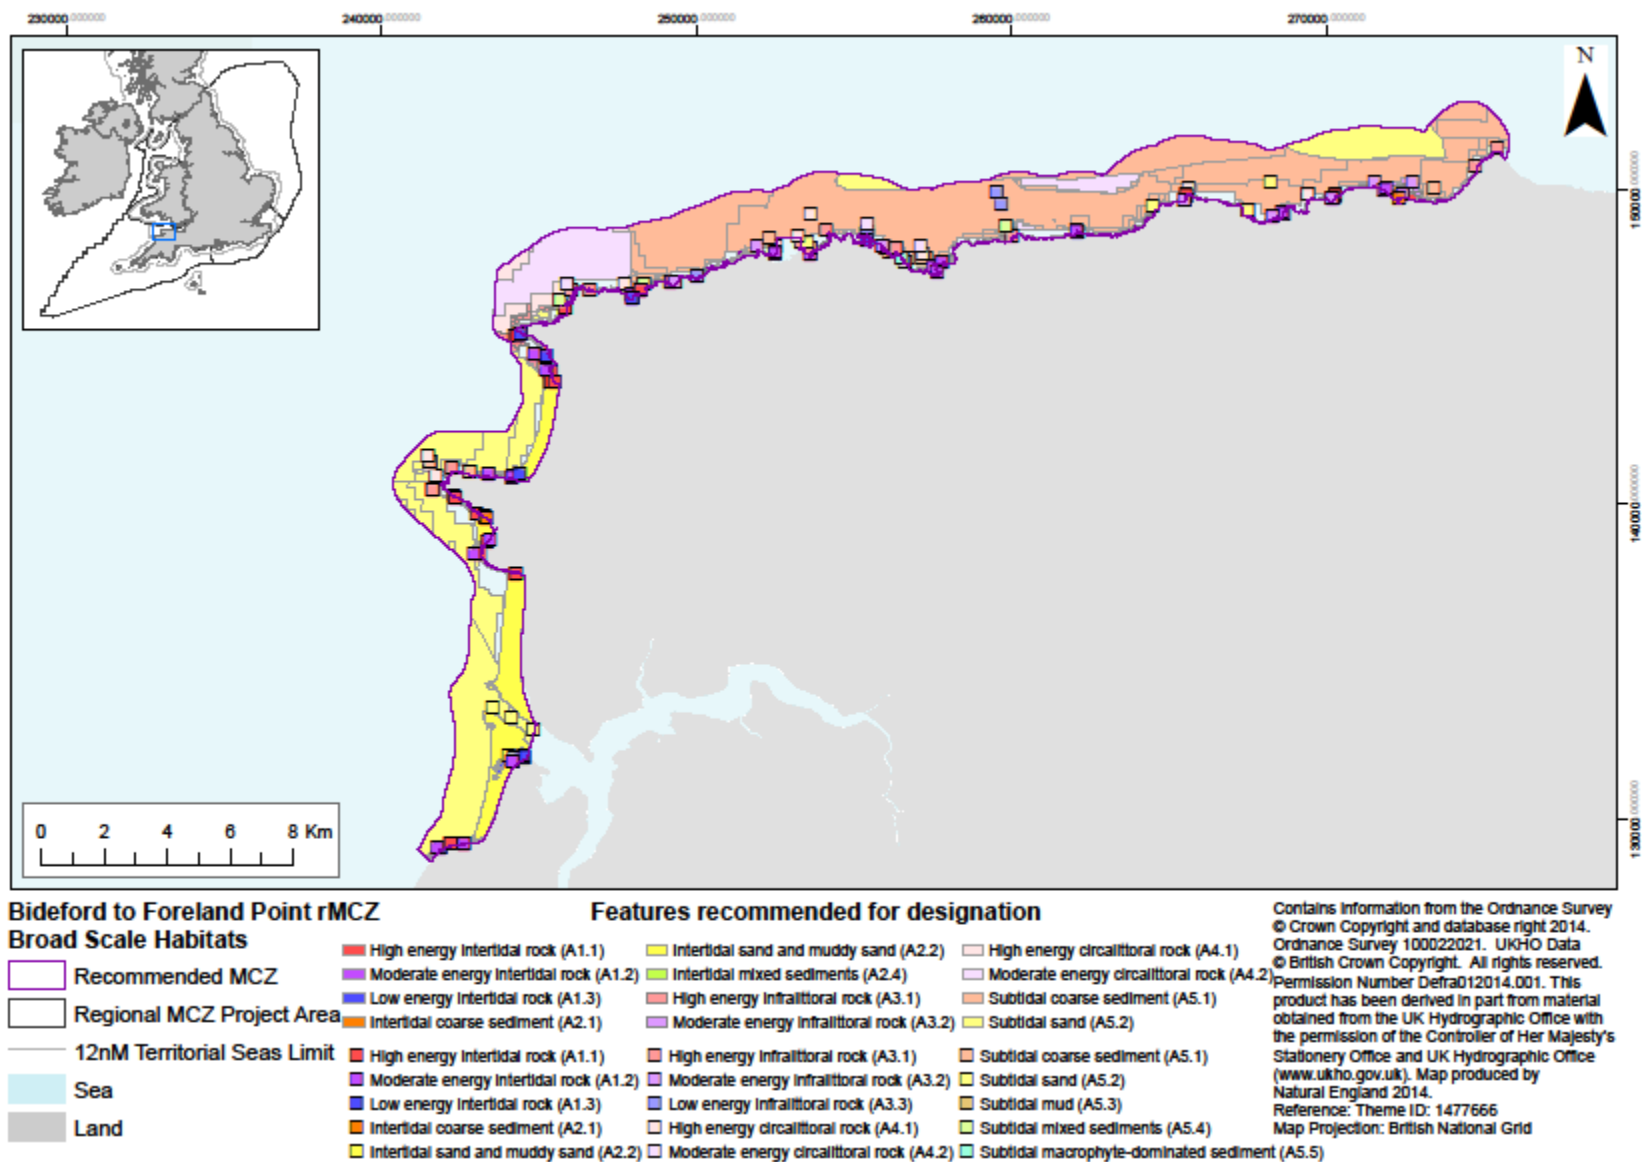 230000.000000 240000.000000 250000.000000 260000.000000 270000.000000
N
150000.000000
140000.000000
130000.000000
0 2 4 6 8 Km
Bideford to Foreland Point rMCZ
Broad Scale Habitats
Recommended MCZ
Regional MCZ Project Area
12nM Territorial Seas Limit
Sea
Land
Features recommended for designation
High energy intertidal rock (A1.1)
Moderate energy intertidal rock (A1.2)
Low energy intertidal rock (A1.3)
Intertidal coarse sediment (A2.1)
Intertidal sand and muddy sand (A2.2)
Intertidal mixed sediments (A2.4)
High energy infralittoral rock (A3.1)
Moderate energy infralittoral rock (A3.2)
High energy circalittoral rock (A4.1)
Moderate energy circalittoral rock (A4.2)
Subtidal coarse sediment (A5.1)
Subtidal sand (A5.2)
High energy intertidal rock (A1.1)
Moderate energy intertidal rock (A1.2)
Low energy intertidal rock (A1.3)
Intertidal coarse sediment (A2.1)
Intertidal sand and muddy sand (A2.2)
High energy infralittoral rock (A3.1)
Moderate energy infralittoral rock (A3.2)
Low energy infralittoral rock (A3.3)
High energy circalittoral rock (A4.1)
Moderate energy circalittoral rock (A4.2)
Subtidal coarse sediment (A5.1)
Subtidal sand (A5.2)
Subtidal mud (A5.3)
Subtidal mixed sediments (A5.4)
Subtidal macrophyte-dominated sediment (A5.5)
Contains information from the Ordnance Survey
© Crown Copyright and database right 2014.
Ordnance Survey 100022021. UKHO Data
© British Crown Copyright. All rights reserved.
Permission Number Defra012014.001. This
product has been derived in part from material
obtained from the UK Hydrographic Office with
the permission of the Controller of Her Majesty's
Stationery Office and UK Hydrographic Office
(www.ukho.gov.uk). Map produced by
Natural England 2014.
Reference: Theme ID: 1477666
Map Projection: British National Grid